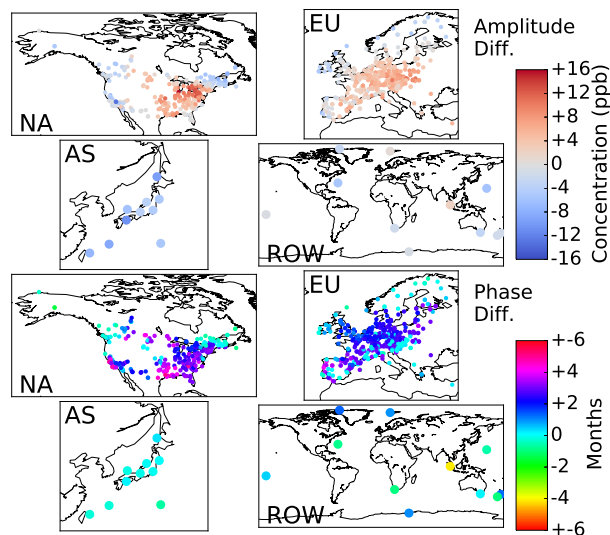 EU
Amplitude
Diff.
NA
+16
+12
+8
+4
0
-4
-8
-12
-16
Concentration (ppb)
AS
ROW
EU
Phase
Diff.
NA
+-6
+4
+2
0
-2
-4
+-6
Months
AS
ROW